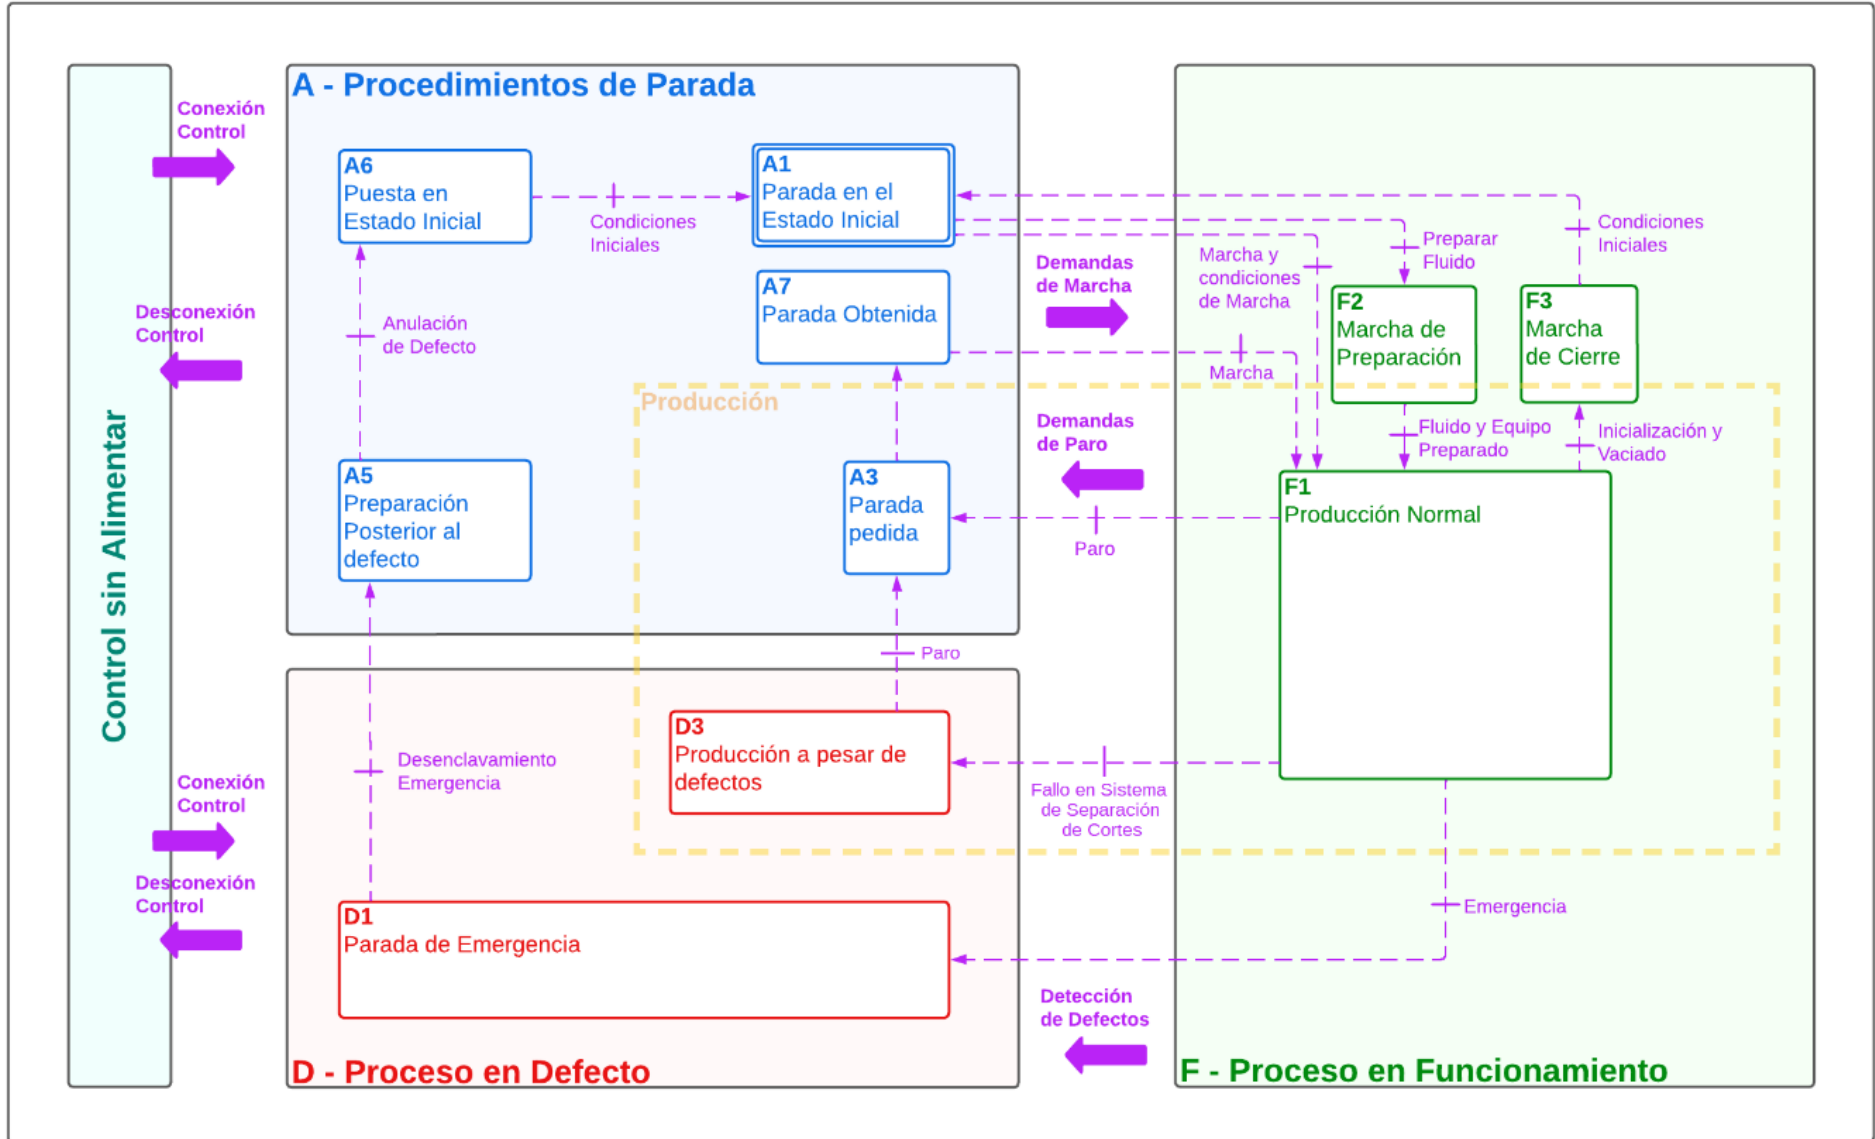 Control sin Alimentar
Conexión
Control
Desconexión
Control
Conexión
Control
Desconexión
Control
A - Procedimientos de Parada
A6
Puesta en
Estado Inicial
Condiciones
Iniciales
A1
Parada en el
Estado Inicial
A7
Parada Obtenida
Anulación
de Defecto
A5
Preparación
Posterior al
defecto
A3
Parada
pedida
Producción
Demandas
de Marcha
Demandas
de Paro
Marcha y
condiciones
de Marcha
Marcha
Preparar
Fluido
Condiciones
Iniciales
F2
Marcha de
Preparación
F3
Marcha
de Cierre
Fluido y Equipo
Preparado
Inicialización y
Vaciado
F1
Producción Normal
Paro
Paro
D3
Producción a pesar de
defectos
Fallo en Sistema
de Separación
de Cortes
Desenclavamiento
Emergencia
D1
Parada de Emergencia
Emergencia
Detección
de Defectos
D - Proceso en Defecto
F - Proceso en Funcionamiento